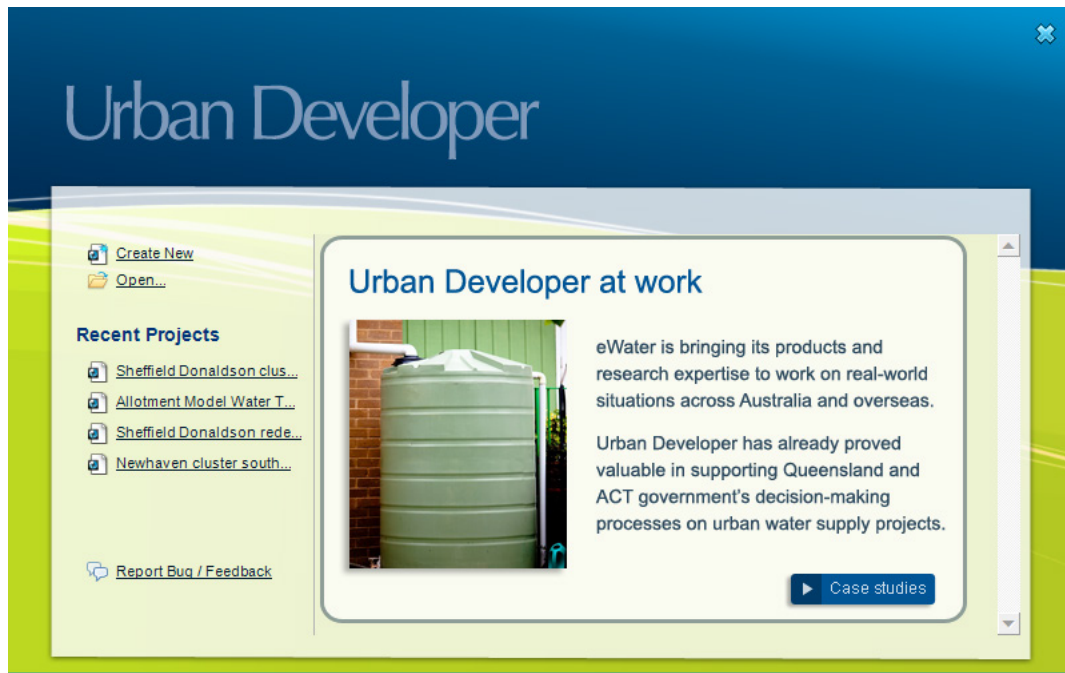 Urban Developer
Create New
Open...
Recent Projects
Sheffield Donaldson clus...
Allotment Model Water T...
Sheffield Donaldson rede...
Newhaven cluster south...
Report Bug / Feedback
Urban Developer at work
eWater is bringing its products and
research expertise to work on real-world
situations across Australia and overseas.
Urban Developer has already proved
valuable in supporting Queensland and
ACT government's decision-making
processes on urban water supply projects.
Case studies